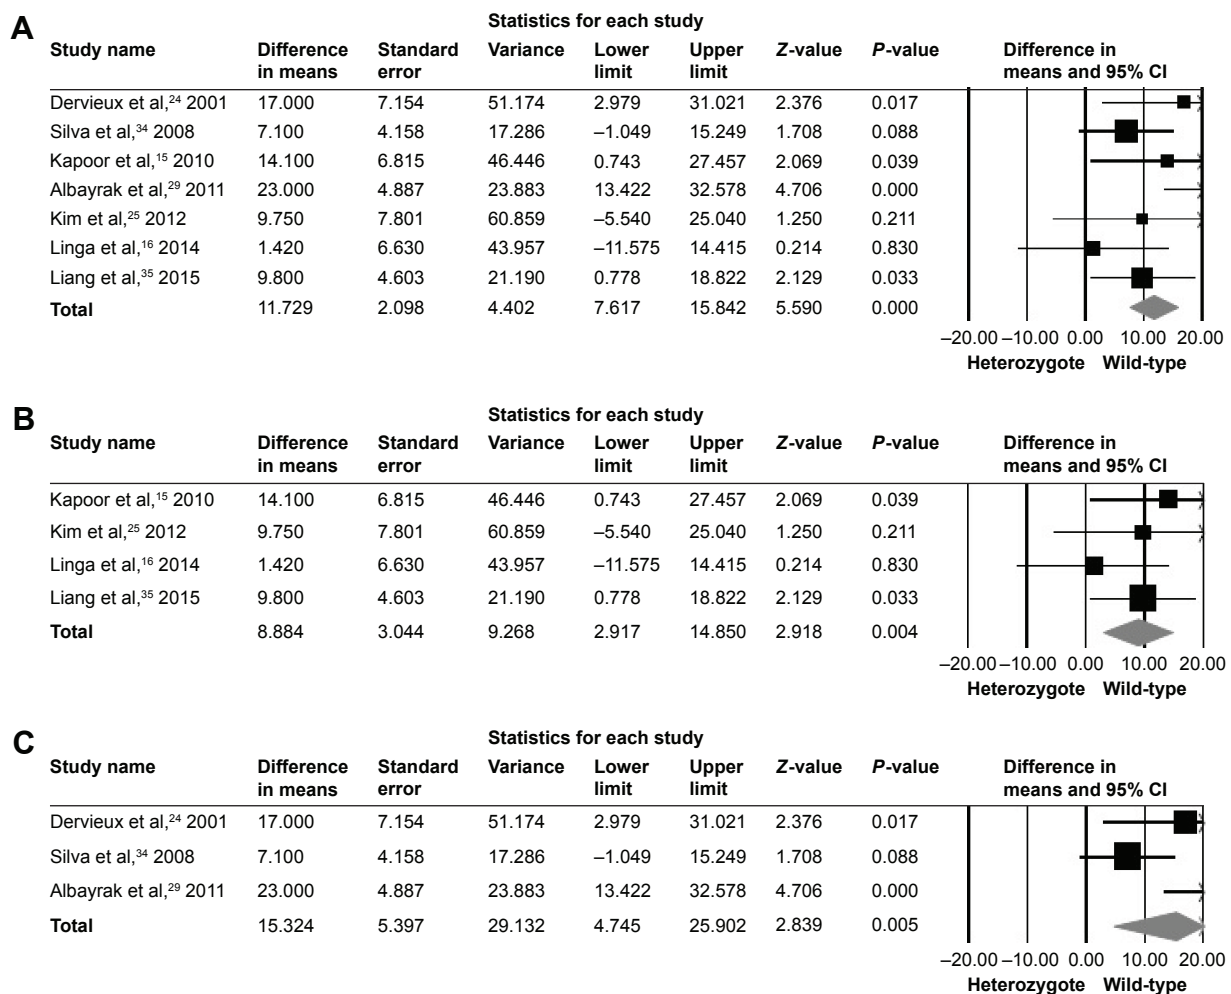 A
Statistics for each study
Study name Difference in means Standard error Variance Lower limit Upper limit Z-value P-value Difference in means and 95% CI
Dervieux et al,24 2001 17.000 7.154 51.174 2.979 31.021 2.376 0.017
Silva et al,34 2008 7.100 4.158 17.286 –1.049 15.249 1.708 0.088
Kapoor et al,15 2010 14.100 6.815 46.446 0.743 27.457 2.069 0.039
Albayrak et al,29 2011 23.000 4.887 23.883 13.422 32.578 4.706 0.000
Kim et al,25 2012 9.750 7.801 60.859 –5.540 25.040 1.250 0.211
Linga et al,16 2014 1.420 6.630 43.957 –11.575 14.415 0.214 0.830
Liang et al,35 2015 9.800 4.603 21.190 0.778 18.822 2.129 0.033
Total 11.729 2.098 4.402 7.617 15.842 5.590 0.000
–20.00 –10.00 0.00 10.00 20.00
Heterozygote Wild-type
B
Statistics for each study
Study name Difference in means Standard error Variance Lower limit Upper limit Z-value P-value Difference in means and 95% CI
Kapoor et al,15 2010 14.100 6.815 46.446 0.743 27.457 2.069 0.039
Kim et al,25 2012 9.750 7.801 60.859 –5.540 25.040 1.250 0.211
Linga et al,16 2014 1.420 6.630 43.957 –11.575 14.415 0.214 0.830
Liang et al,35 2015 9.800 4.603 21.190 0.778 18.822 2.129 0.033
Total 8.884 3.044 9.268 2.917 14.850 2.918 0.004
–20.00 –10.00 0.00 10.00 20.00
Heterozygote Wild-type
C
Statistics for each study
Study name Difference in means Standard error Variance Lower limit Upper limit Z-value P-value Difference in means and 95% CI
Dervieux et al,24 2001 17.000 7.154 51.174 2.979 31.021 2.376 0.017
Silva et al,34 2008 7.100 4.158 17.286 –1.049 15.249 1.708 0.088
Albayrak et al,29 2011 23.000 4.887 23.883 13.422 32.578 4.706 0.000
Total 15.324 5.397 29.132 4.745 25.902 2.839 0.005
–20.00 –10.00 0.00 10.00 20.00
Heterozygote Wild-type